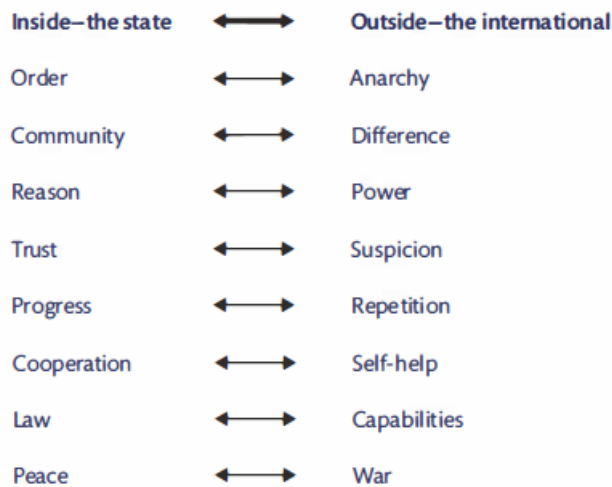 Inside–the state ↔ Outside–the international
Order ↔ Anarchy
Community ↔ Difference
Reason ↔ Power
Trust ↔ Suspicion
Progress ↔ Repetition
Cooperation ↔ Self-help
Law ↔ Capabilities
Peace ↔ War